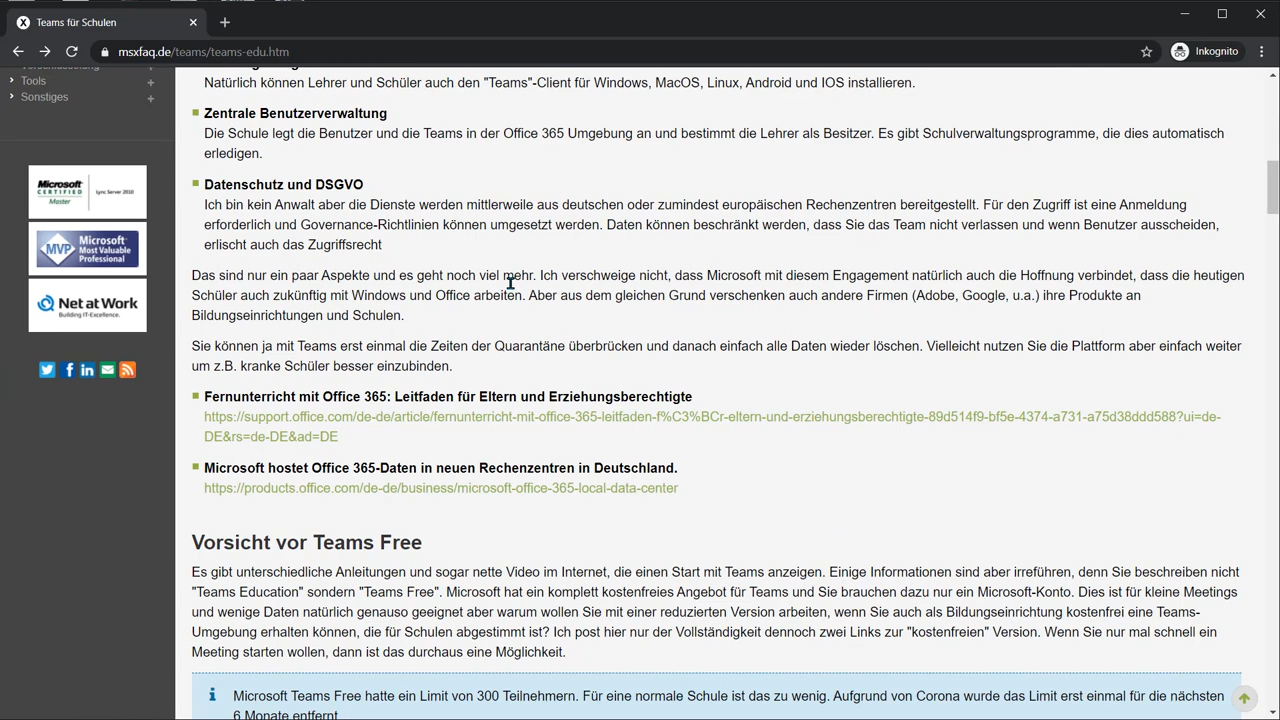 Teams für Schulen
msxfaq.de/teams/teams-edu.htm
Inkognito
Tools
Sonstiges
Microsoft
CERTIFIED
Master
Lync Server 2010
MVP
Microsoft
Most Valuable
Professional
Net at Work
Building IT-Excellence.
Natürlich können Lehrer und Schüler auch den "Teams"-Client für Windows, MacOS, Linux, Android und IOS installieren.
Zentrale Benutzerverwaltung
Die Schule legt die Benutzer und die Teams in der Office 365 Umgebung an und bestimmt die Lehrer als Besitzer. Es gibt Schulverwaltungsprogramme, die dies automatisch
erledigen.
Datenschutz und DSGVO
Ich bin kein Anwalt aber die Dienste werden mittlerweile aus deutschen oder zumindest europäischen Rechenzentren bereitgestellt. Für den Zugriff ist eine Anmeldung
erforderlich und Governance-Richtlinien können umgesetzt werden. Daten können beschränkt werden, dass Sie das Team nicht verlassen und wenn Benutzer ausscheiden,
erlischt auch das Zugriffsrecht
Das sind nur ein paar Aspekte und es geht noch viel mehr. Ich verschweige nicht, dass Microsoft mit diesem Engagement natürlich auch die Hoffnung verbindet, dass die heutigen
Schüler auch zukünftig mit Windows und Office arbeiten. Aber aus dem gleichen Grund verschenken auch andere Firmen (Adobe, Google, u.a.) ihre Produkte an
Bildungseinrichtungen und Schulen.
Sie können ja mit Teams erst einmal die Zeiten der Quarantäne überbrücken und danach einfach alle Daten wieder löschen. Vielleicht nutzen Sie die Plattform aber einfach weiter
um z.B. kranke Schüler besser einzubinden.
Fernunterricht mit Office 365: Leitfaden für Eltern und Erziehungsberechtigte
https://support.office.com/de-de/article/fernunterricht-mit-office-365-leitfaden-f%C3%BCr-eltern-und-erziehungsberechtigte-89d514f9-bf5e-4374-a731-a75d38ddd588?ui=de-
DE&rs=de-DE&ad=DE
Microsoft hostet Office 365-Daten in neuen Rechenzentren in Deutschland.
https://products.office.com/de-de/business/microsoft-office-365-local-data-center
Vorsicht vor Teams Free
Es gibt unterschiedliche Anleitungen und sogar nette Video im Internet, die einen Start mit Teams anzeigen. Einige Informationen sind aber irreführen, denn Sie beschreiben nicht
"Teams Education" sondern "Teams Free". Microsoft hat ein komplett kostenfreies Angebot für Teams und Sie brauchen dazu nur ein Microsoft-Konto. Dies ist für kleine Meetings
und wenige Daten natürlich genauso geeignet aber warum wollen Sie mit einer reduzierten Version arbeiten, wenn Sie auch als Bildungseinrichtung kostenfrei eine Teams-
Umgebung erhalten können, die für Schulen abgestimmt ist? Ich post hier nur der Vollständigkeit dennoch zwei Links zur "kostenfreien" Version. Wenn Sie nur mal schnell ein
Meeting starten wollen, dann ist das durchaus eine Möglichkeit.
Microsoft Teams Free hatte ein Limit von 300 Teilnehmern. Für eine normale Schule ist das zu wenig. Aufgrund von Corona wurde das Limit erst einmal für die nächsten
6 Monate entfernt